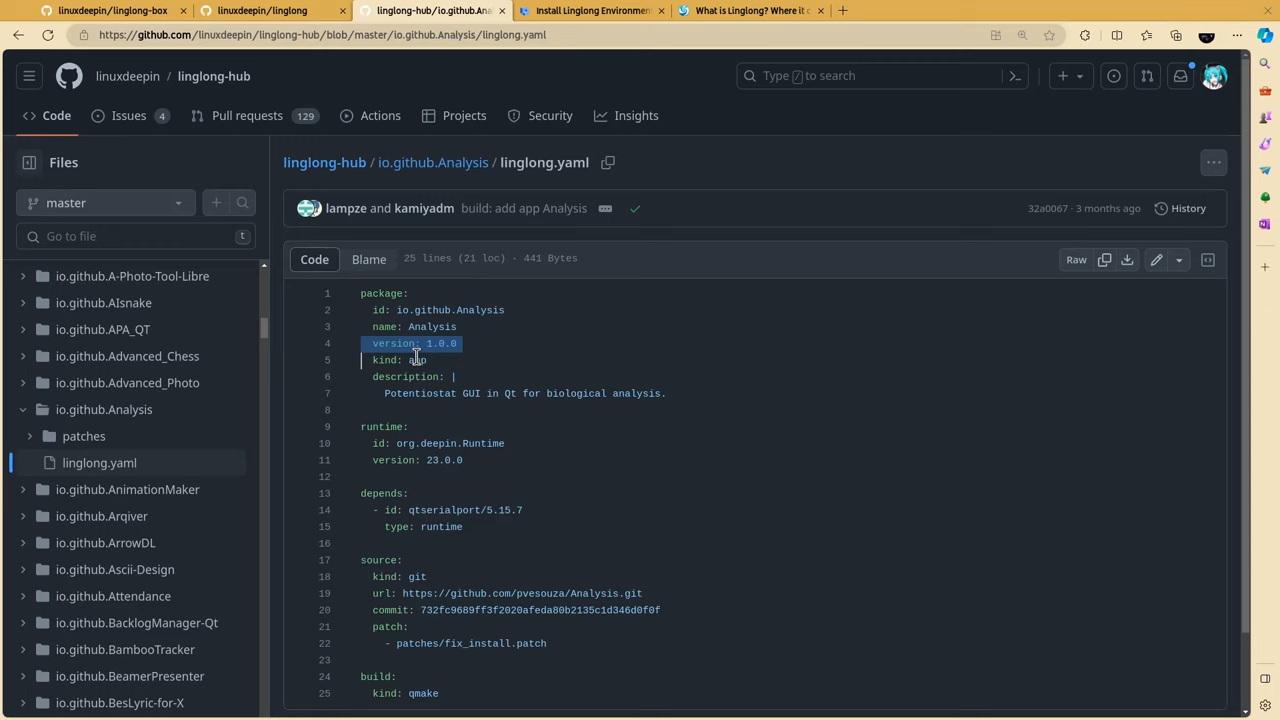 linuxdeepin/linglong-box
linuxdeepin/linglong
linglong-hub/io.github.Ana
Install Linglong Environmen
What is Linglong? Where it c
https://github.com/linuxdeepin/linglong-hub/blob/master/io.github.Analysis/linglong.yaml
linuxdeepin / linglong-hub
Type / to search
Code
Issues 4
Pull requests 129
Actions
Projects
Security
Insights
Files
linglong-hub / io.github.Analysis / linglong.yaml
master
lampze and kamiyadm build: add app Analysis
32a0067 · 3 months ago
History
Go to file
t
Code
Blame
25 lines (21 loc) · 441 Bytes
Raw
io.github.A-Photo-Tool-Libre
io.github.AIsnake
io.github.APA_QT
io.github.Advanced_Chess
io.github.Advanced_Photo
io.github.Analysis
patches
linglong.yaml
io.github.AnimationMaker
io.github.Arqiver
io.github.ArrowDL
io.github.Ascii-Design
io.github.Attendance
io.github.BacklogManager-Qt
io.github.BambooTracker
io.github.BeamerPresenter
io.github.BesLyric-for-X
1 package:
2 id: io.github.Analysis
3 name: Analysis
4 version: 1.0.0
5 kind: app
6 description: |
7 Potentiostat GUI in Qt for biological analysis.
8
9 runtime:
10 id: org.deepin.Runtime
11 version: 23.0.0
12
13 depends:
14 - id: qtserialport/5.15.7
15 type: runtime
16
17 source:
18 kind: git
19 url: https://github.com/pvesouza/Analysis.git
20 commit: 732fc9689ff3f2020afeda80b2135c1d346d0f0f
21 patch:
22 - patches/fix_install.patch
23
24 build:
25 kind: qmake